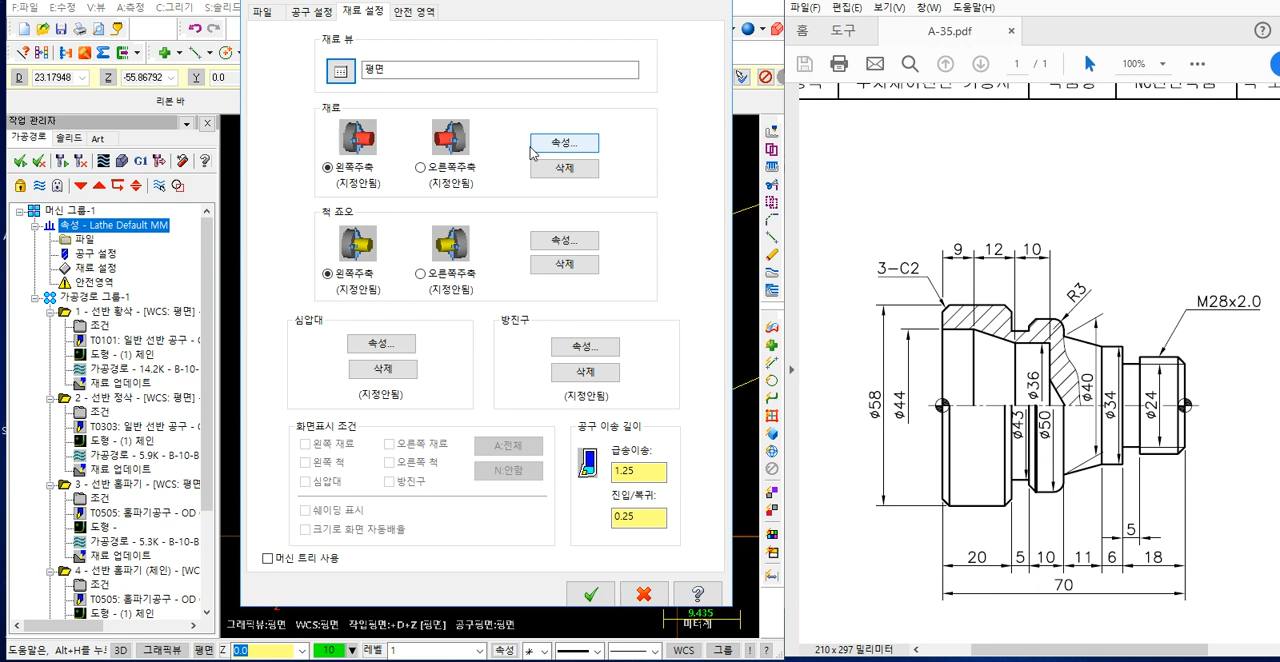 F:파일 E:수정 V:뷰 A:측정 C:그리기 S:솔리드
D 23.17948 Z -55.86792 Y 0.0
리본 바
작업 관리자
가공경로 솔리드 Art
G1
머신 그룹-1
속성 - Lathe Default MM
파일
공구 설정
재료 설정
안전영역
가공경로 그룹-1
1 - 선반 황삭 - [WCS: 평면]
조건
T0101: 일반 선반 공구 -
도형 - (1) 체인
가공경로 - 14.2K - B-10-
재료 업데이트
2 - 선반 정삭 - [WCS: 평면]
조건
T0303: 일반 선반 공구 -
도형 - (1) 체인
가공경로 - 5.9K - B-10-B
재료 업데이트
3 - 선반 홈파기 - [WCS: 평면
조건
T0505: 홈파기공구 - OD
도형 -
가공경로 - 5.3K - B-10-B
재료 업데이트
4 - 선반 홈파기 (체인) - [WC
조건
T0505: 홈파기공구 - OD
도형 - (1) 체인
파일 공구 설정 재료 설정 안전 영역
재료 뷰
평면
재료
왼쪽주축 오른쪽주축
(지정안됨) (지정안됨)
속성...
삭제
척 죠오
왼쪽주축 오른쪽주축
(지정안됨) (지정안됨)
속성...
삭제
심압대
속성...
삭제
(지정안됨)
방진구
속성...
삭제
(지정안됨)
화면표시 조건
왼쪽 재료 오른쪽 재료 A:전체
왼쪽 척 오른쪽 척 N:안함
심압대 방진구
쉐이딩 표시
크기로 화면 자동배율
공구 이송 길이
급송이송:
1.25
진입/복귀:
0.25
머신 트리 사용
그래픽뷰:평면 WCS:평면 작업평면:+D+Z [평면] 공구평면:평면
9.435
미터계
도움말은, Alt+H를 누 3D 그래픽뷰 평면 Z 0.0 10 레벨 1 속성 WCS 그룹 ! ?
파일(F) 편집(E) 보기(V) 창(W) 도움말(H)
홈 도구 A-35.pdf ×
1 / 1 100%
9 12 10
3-C2
R3
M28x2.0
ϕ58
ϕ44
ϕ43
ϕ36
ϕ50
ϕ40
ϕ34
ϕ24
5
20 5 10 11 6 18
70
210 x 297 밀리미터